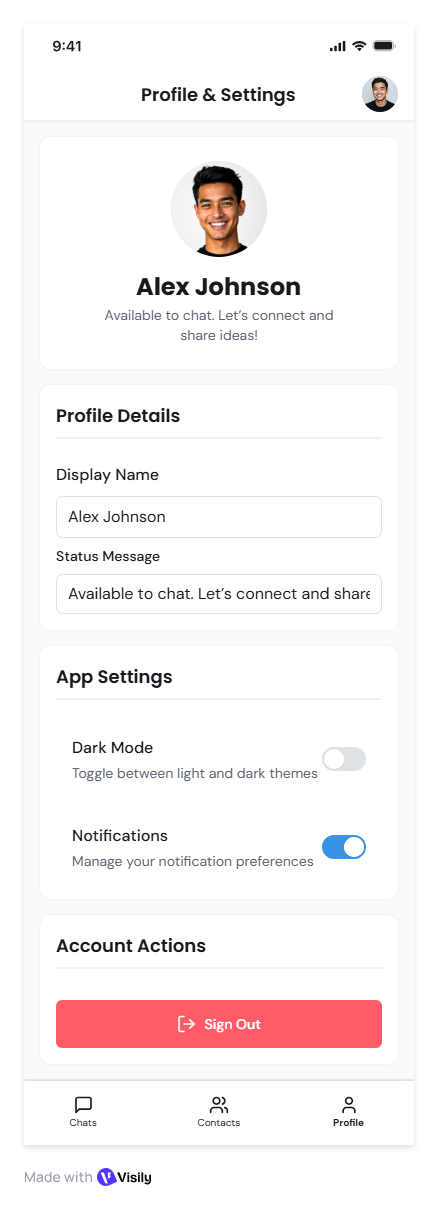 9:41
Profile & Settings
Alex Johnson
Available to chat. Let's connect and
share ideas!
Profile Details
Display Name
Alex Johnson
Status Message
Available to chat. Let's connect and share
App Settings
Dark Mode
Toggle between light and dark themes
Notifications
Manage your notification preferences
Account Actions
Sign Out
Chats
Contacts
Profile
Made with Visily